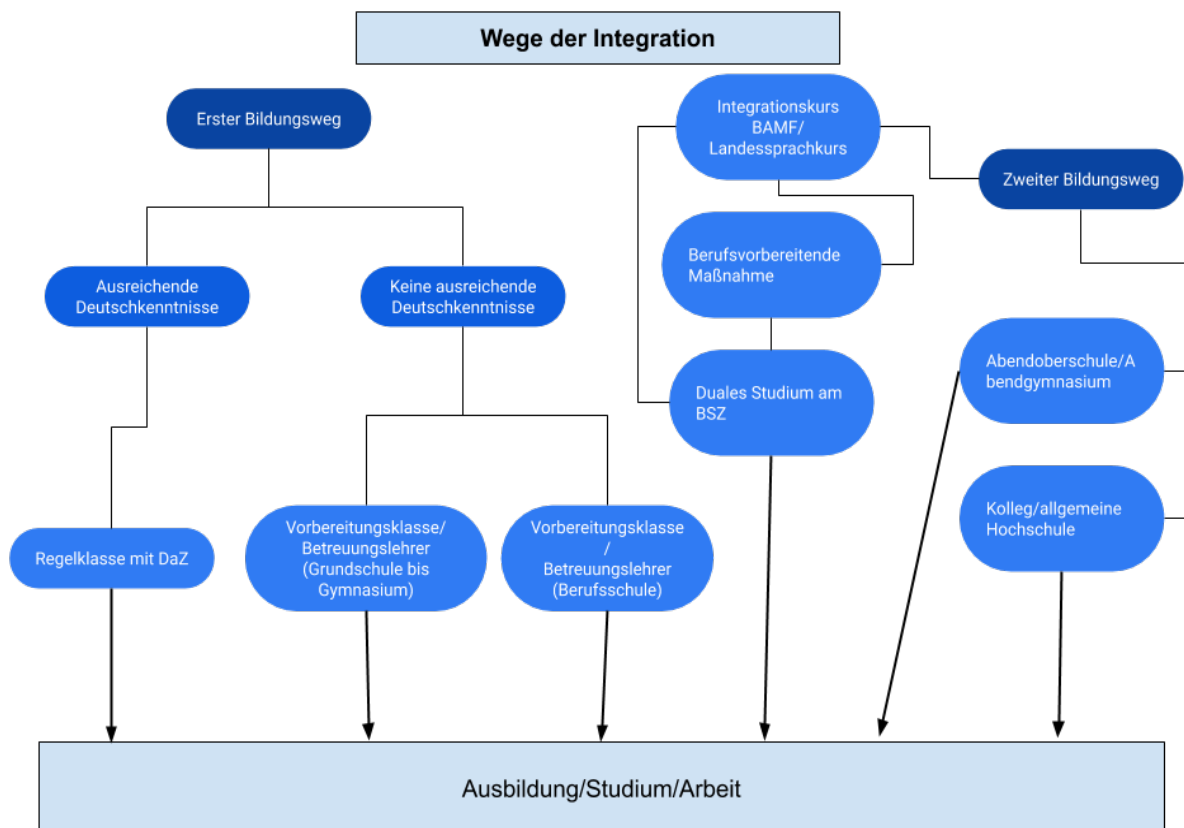 Wege der Integration
Erster Bildungsweg
Integrationskurs
BAMF/
Landessprachkurs
Zweiter Bildungsweg
Ausreichende
Deutschkenntnisse
Keine ausreichende
Deutschkenntnisse
Berufsvorbereitende
Maßnahme
Duales Studium am
BSZ
Abendoberschule/A
bendgymnasium
Regelklasse mit DaZ
Vorbereitungsklasse/
Betreuungslehrer
(Grundschule bis
Gymnasium)
Vorbereitungsklasse
/
Betreuungslehrer
(Berufsschule)
Kolleg/allgemeine
Hochschule
Ausbildung/Studium/Arbeit